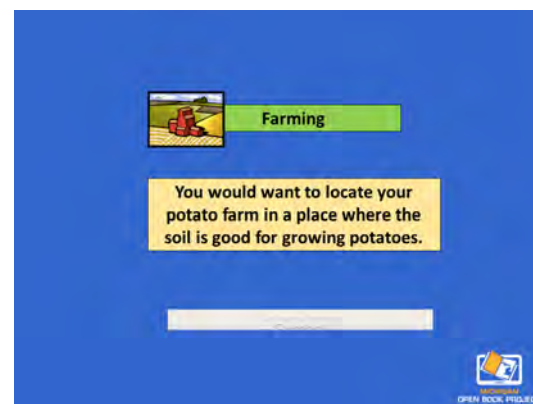 Farming
You would want to locate your
potato farm in a place where the
soil is good for growing potatoes.
MICHIGAN
OPEN BOOK PROJECT